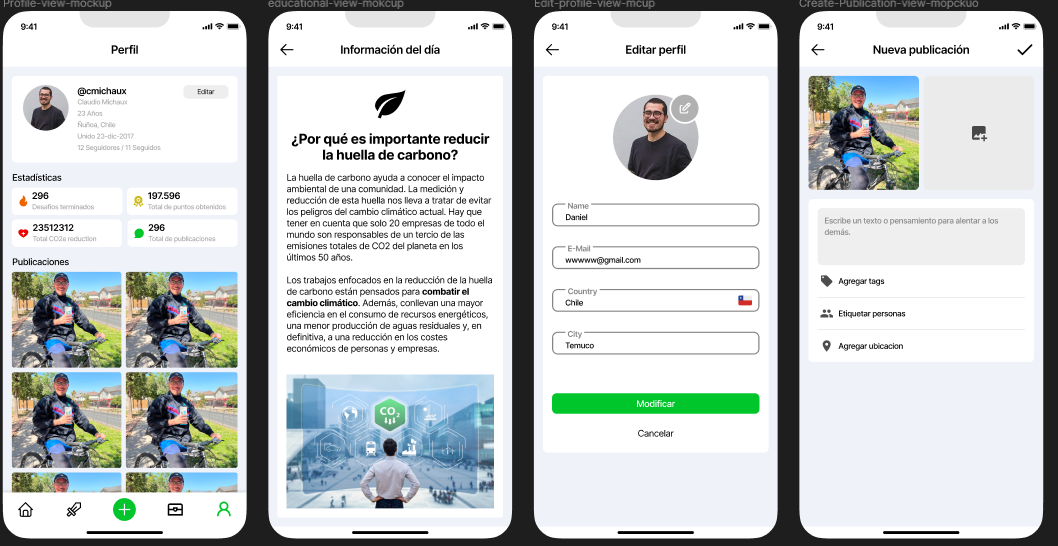 Profile-view-mockup
9:41
Perfil
@cmichaux
Editar
Claudio Michaux
23 Años
Ñuñoa, Chile
Unido 23-dic-2017
12 Seguidores / 11 Seguidos
Estadísticas
296
Desafíos terminados
197.596
Total de puntos obtenidos
23512312
Total CO2e reduction
296
Total de publicaciones
Publicaciones
educational-view-mokcup
9:41
Información del día
¿Por qué es importante reducir
la huella de carbono?
La huella de carbono ayuda a conocer el impacto
ambiental de una comunidad. La medición y
reducción de esta huella nos lleva a tratar de evitar
los peligros del cambio climático actual. Hay que
tener en cuenta que solo 20 empresas de todo el
mundo son responsables de un tercio de las
emisiones totales de CO2 del planeta en los
últimos 50 años.
Los trabajos enfocados en la reducción de la huella
de carbono están pensados para combatir el
cambio climático. Además, conllevan una mayor
eficiencia en el consumo de recursos energéticos,
una menor producción de aguas residuales y, en
definitiva, a una reducción en los costes
económicos de personas y empresas.
CO2
Edit-profile-view-mcup
9:41
Editar perfil
Name
Daniel
E-Mail
wwwww@gmail.com
Country
Chile
City
Temuco
Modificar
Cancelar
Create-Publication-view-mopckuo
9:41
Nueva publicación
Escribe un texto o pensamiento para alentar a los
demás.
Agregar tags
Etiquetar personas
Agregar ubicacion